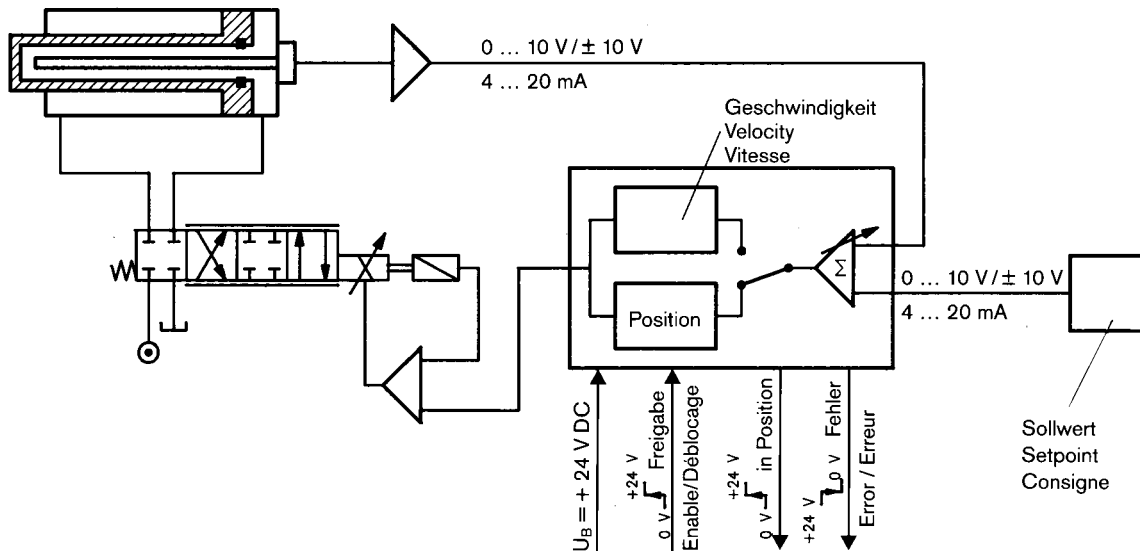 0 ... 10 V/± 10 V
4 ... 20 mA
Geschwindigkeit
Velocity
Vitesse
Σ
Position
0 ... 10 V/± 10 V
4 ... 20 mA
Sollwert
Setpoint
Consigne
U_B = + 24 V DC
+24 V
0 V
Freigabe
Enable/Déblocage
+24 V
0 V
in Position
+24 V
0 V
Fehler
Error / Erreur